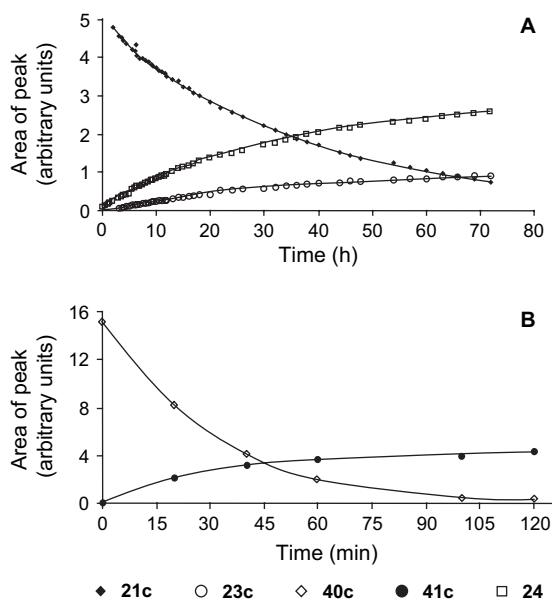 A
Area of peak
(arbitrary units)
5
4
3
2
1
0
0 10 20 30 40 50 60 70 80
Time (h)
B
Area of peak
(arbitrary units)
16
12
8
4
0
0 15 30 45 60 75 90 105 120
Time (min)
21c 23c 40c 41c 24